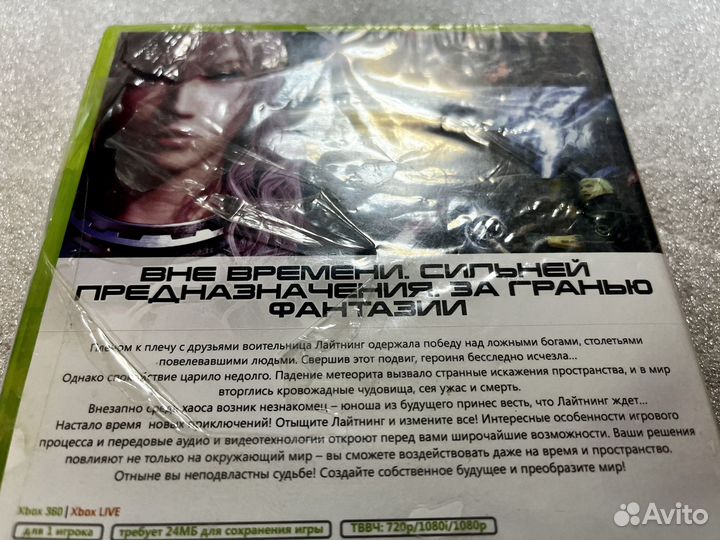 ВНЕ ВРЕМЕНИ. СИЛЬНЕЙ
ПРЕДНАЗНАЧЕНИЯ. ЗА ГРАНЬЮ
ФАНТАЗИИ
Плечом к плечу с друзьями воительница Лайтнинг одержала победу над ложными богами, столетьями
повелевавшими людьми. Свершив этот подвиг, героиня бесследно исчезла...
Однако спокойствие царило недолго. Падение метеорита вызвало странные искажения пространства, и в мир
вторглись кровожадные чудовища, сея ужас и смерть.
Внезапно среди хаоса возник незнакомец – юноша из будущего принес весть, что Лайтнинг ждет...
Настало время новых приключений! Отыщите Лайтнинг и измените все! Интересные особенности игрового
процесса и передовые аудио и видеотехнологии откроют перед вами широчайшие возможности. Ваши решения
повлияют не только на окружающий мир – вы сможете воздействовать даже на время и пространство.
Отныне вы неподвластны судьбе! Создайте собственное будущее и преобразите мир!
Xbox 360 | Xbox LIVE
для 1 игрока требует 24МБ для сохранения игры ТВВЧ: 720p/1080i/1080p
Avito